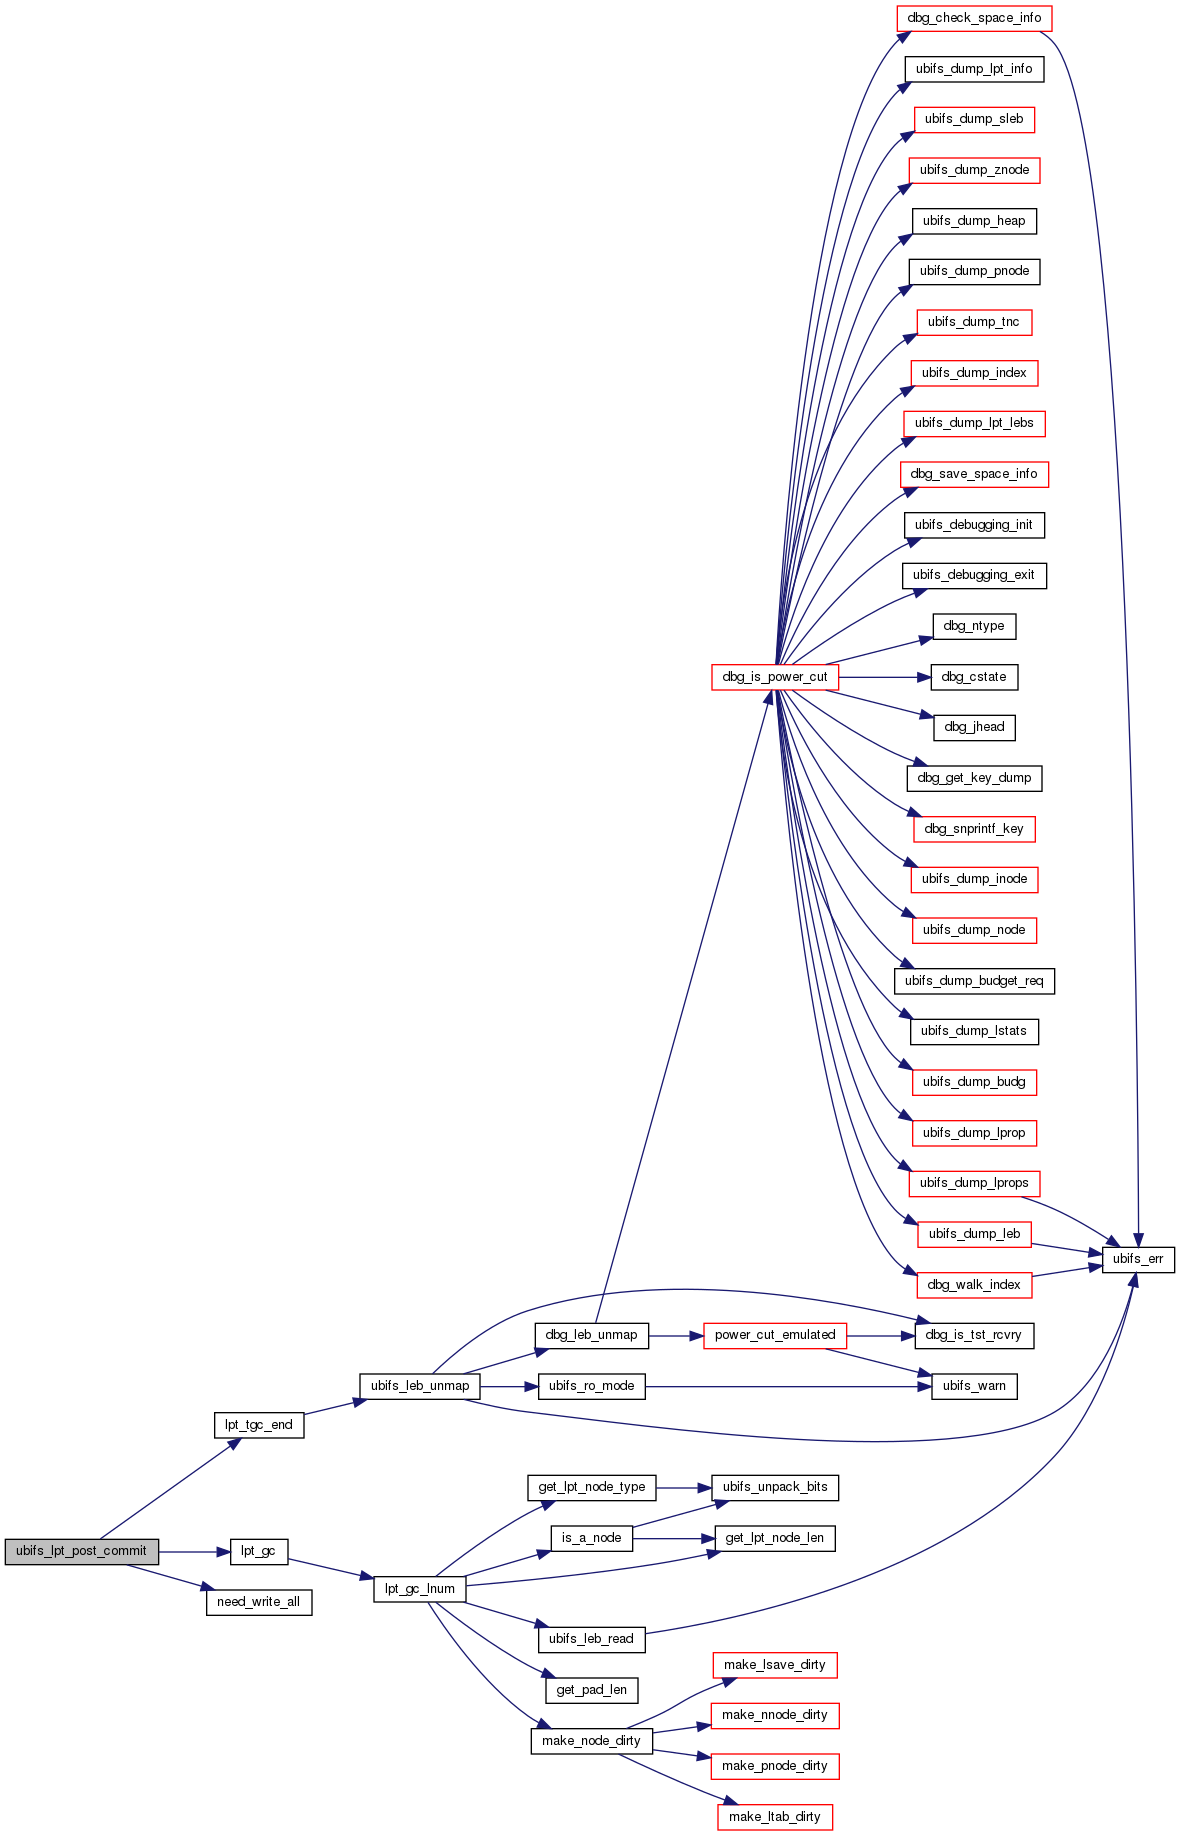 dbg_check_space_info
ubifs_dump_lpt_info
ubifs_dump_sleb
ubifs_dump_znode
ubifs_dump_heap
ubifs_dump_pnode
ubifs_dump_tnc
ubifs_dump_index
ubifs_dump_lpt_lebs
dbg_save_space_info
ubifs_debugging_init
ubifs_debugging_exit
dbg_ntype
dbg_is_power_cut
dbg_cstate
dbg_jhead
dbg_get_key_dump
dbg_snprintf_key
ubifs_dump_inode
ubifs_dump_node
ubifs_dump_budget_req
ubifs_dump_lstats
ubifs_dump_budg
ubifs_dump_lprop
ubifs_dump_lprops
ubifs_dump_leb
ubifs_err
dbg_walk_index
dbg_leb_unmap
power_cut_emulated
dbg_is_tst_rcvry
ubifs_leb_unmap
ubifs_ro_mode
ubifs_warn
lpt_tgc_end
get_lpt_node_type
ubifs_unpack_bits
is_a_node
get_lpt_node_len
ubifs_lpt_post_commit
lpt_gc
lpt_gc_lnum
need_write_all
ubifs_leb_read
make_lsave_dirty
get_pad_len
make_nnode_dirty
make_node_dirty
make_pnode_dirty
make_ltab_dirty